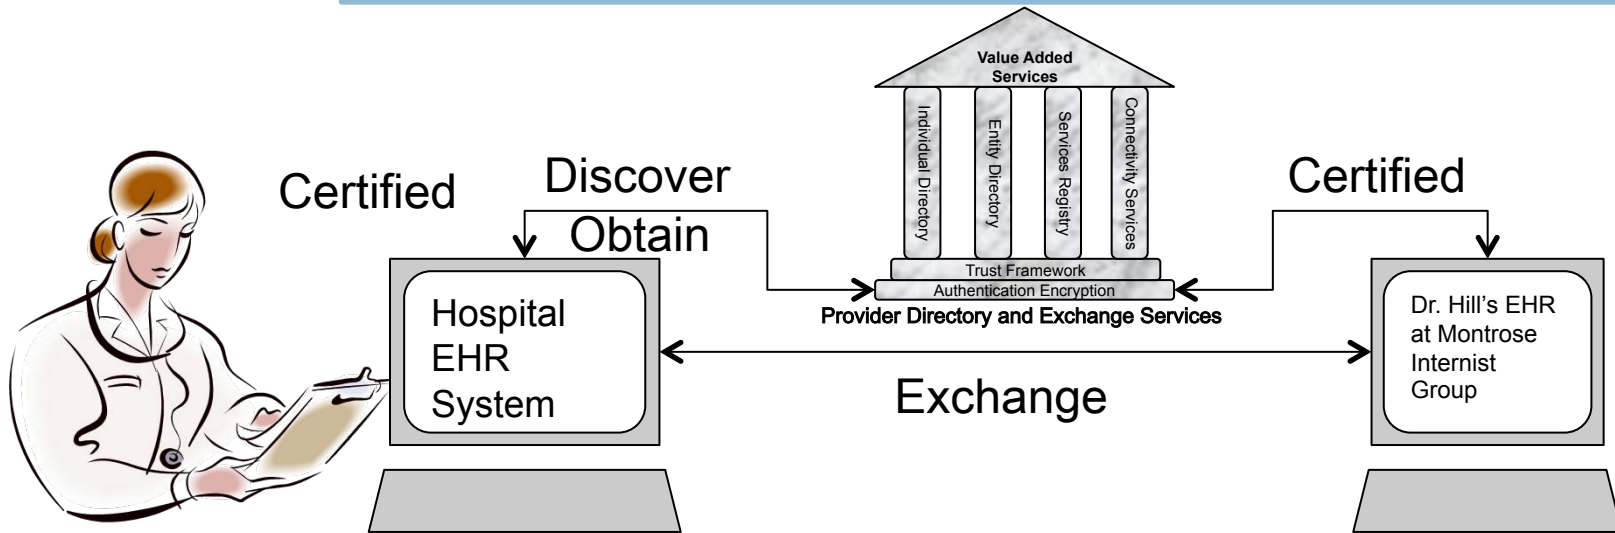 Value Added
Services
Individual Directory
Entity Directory
Services Registry
Connectivity Services
Trust Framework
Authentication Encryption
Provider Directory and Exchange Services
Certified
Discover
Obtain
Certified
Hospital
EHR
System
Exchange
Dr. Hill’s EHR
at Montrose
Internist
Group